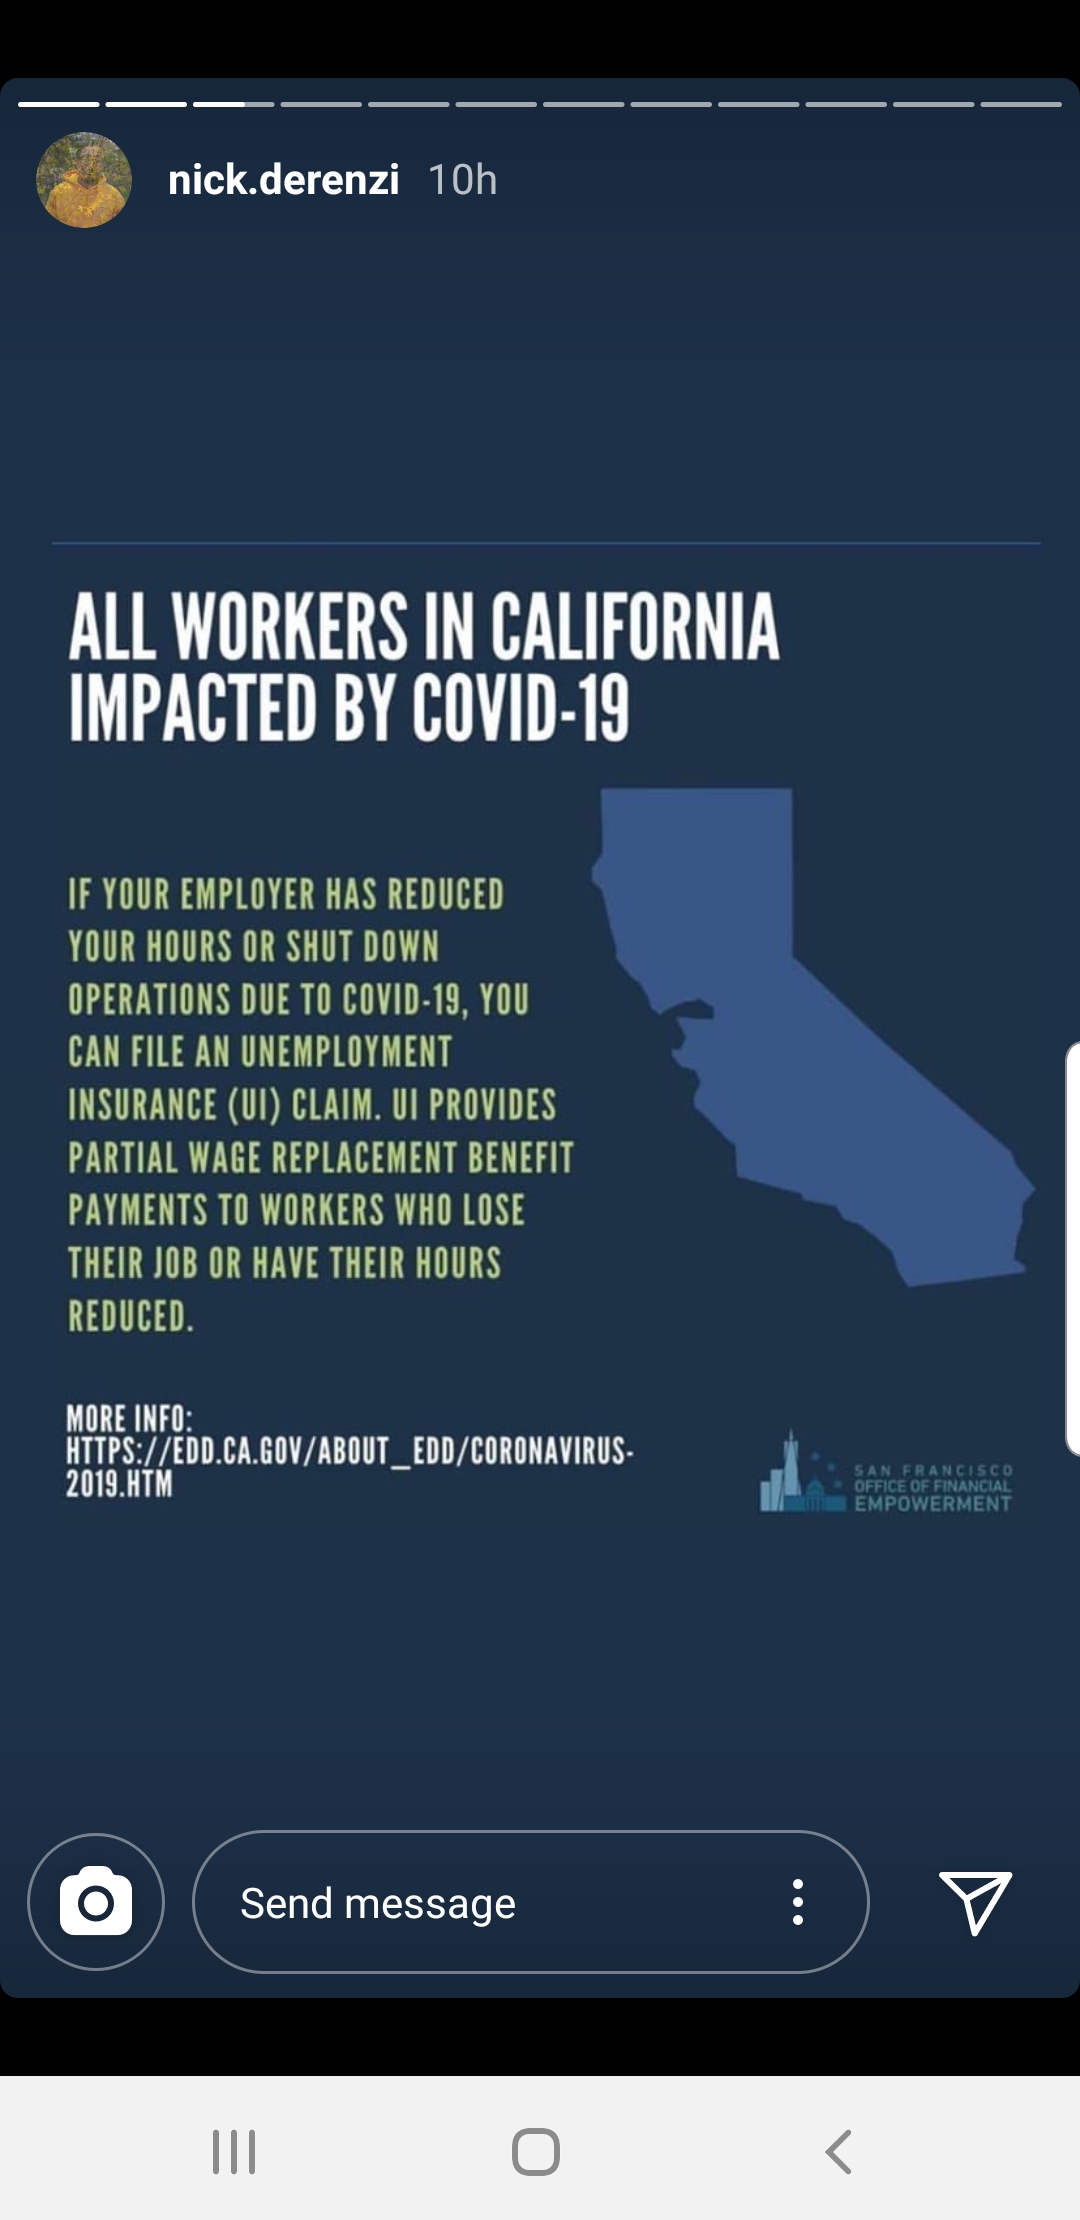 nick.derenzi 10h
ALL WORKERS IN CALIFORNIA
IMPACTED BY COVID-19
IF YOUR EMPLOYER HAS REDUCED
YOUR HOURS OR SHUT DOWN
OPERATIONS DUE TO COVID-19, YOU
CAN FILE AN UNEMPLOYMENT
INSURANCE (UI) CLAIM. UI PROVIDES
PARTIAL WAGE REPLACEMENT BENEFIT
PAYMENTS TO WORKERS WHO LOSE
THEIR JOB OR HAVE THEIR HOURS
REDUCED.
MORE INFO:
HTTPS://EDD.CA.GOV/ABOUT_EDD/CORONAVIRUS-
2019.HTM
SAN FRANCISCO
OFFICE OF FINANCIAL
EMPOWERMENT
Send message